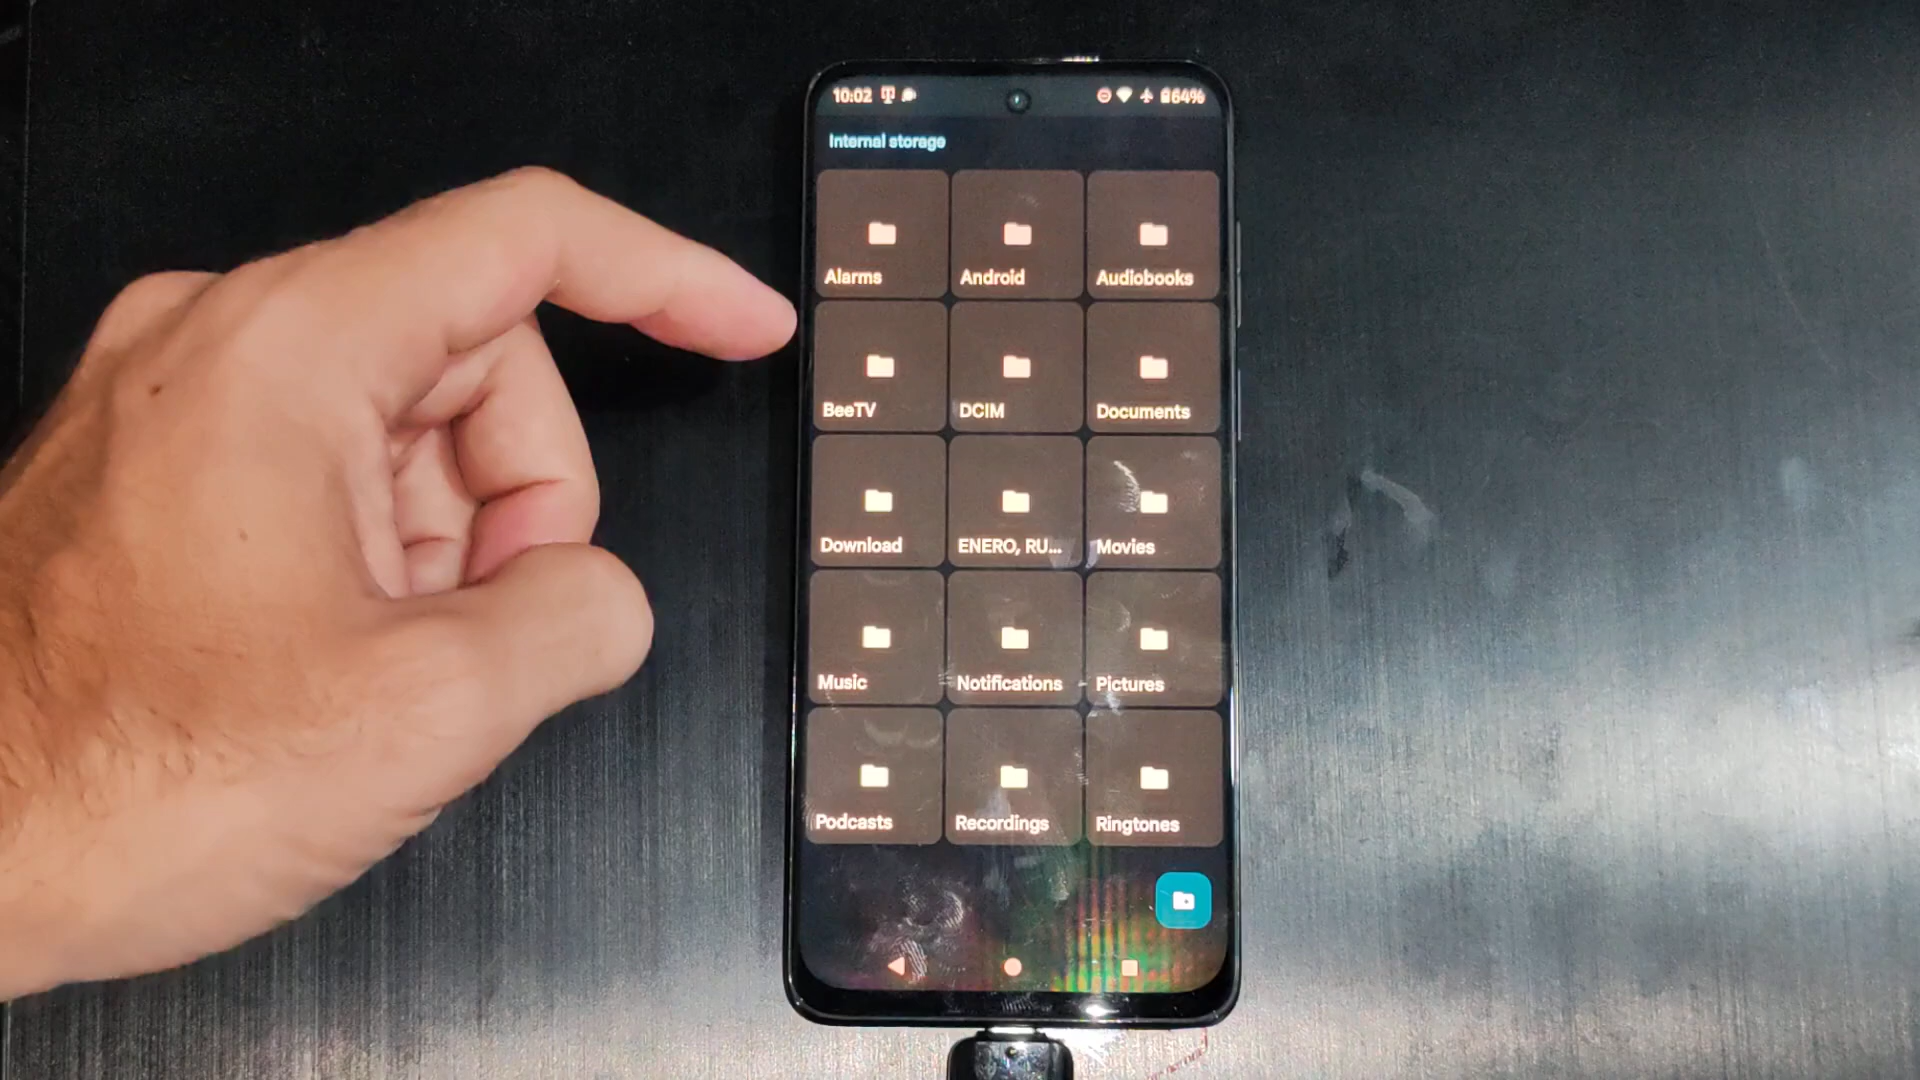 10:02 64%
Internal storage
Alarms Android Audiobooks
BeeTV DCIM Documents
Download ENERO, RU... Movies
Music Notifications Pictures
Podcasts Recordings Ringtones